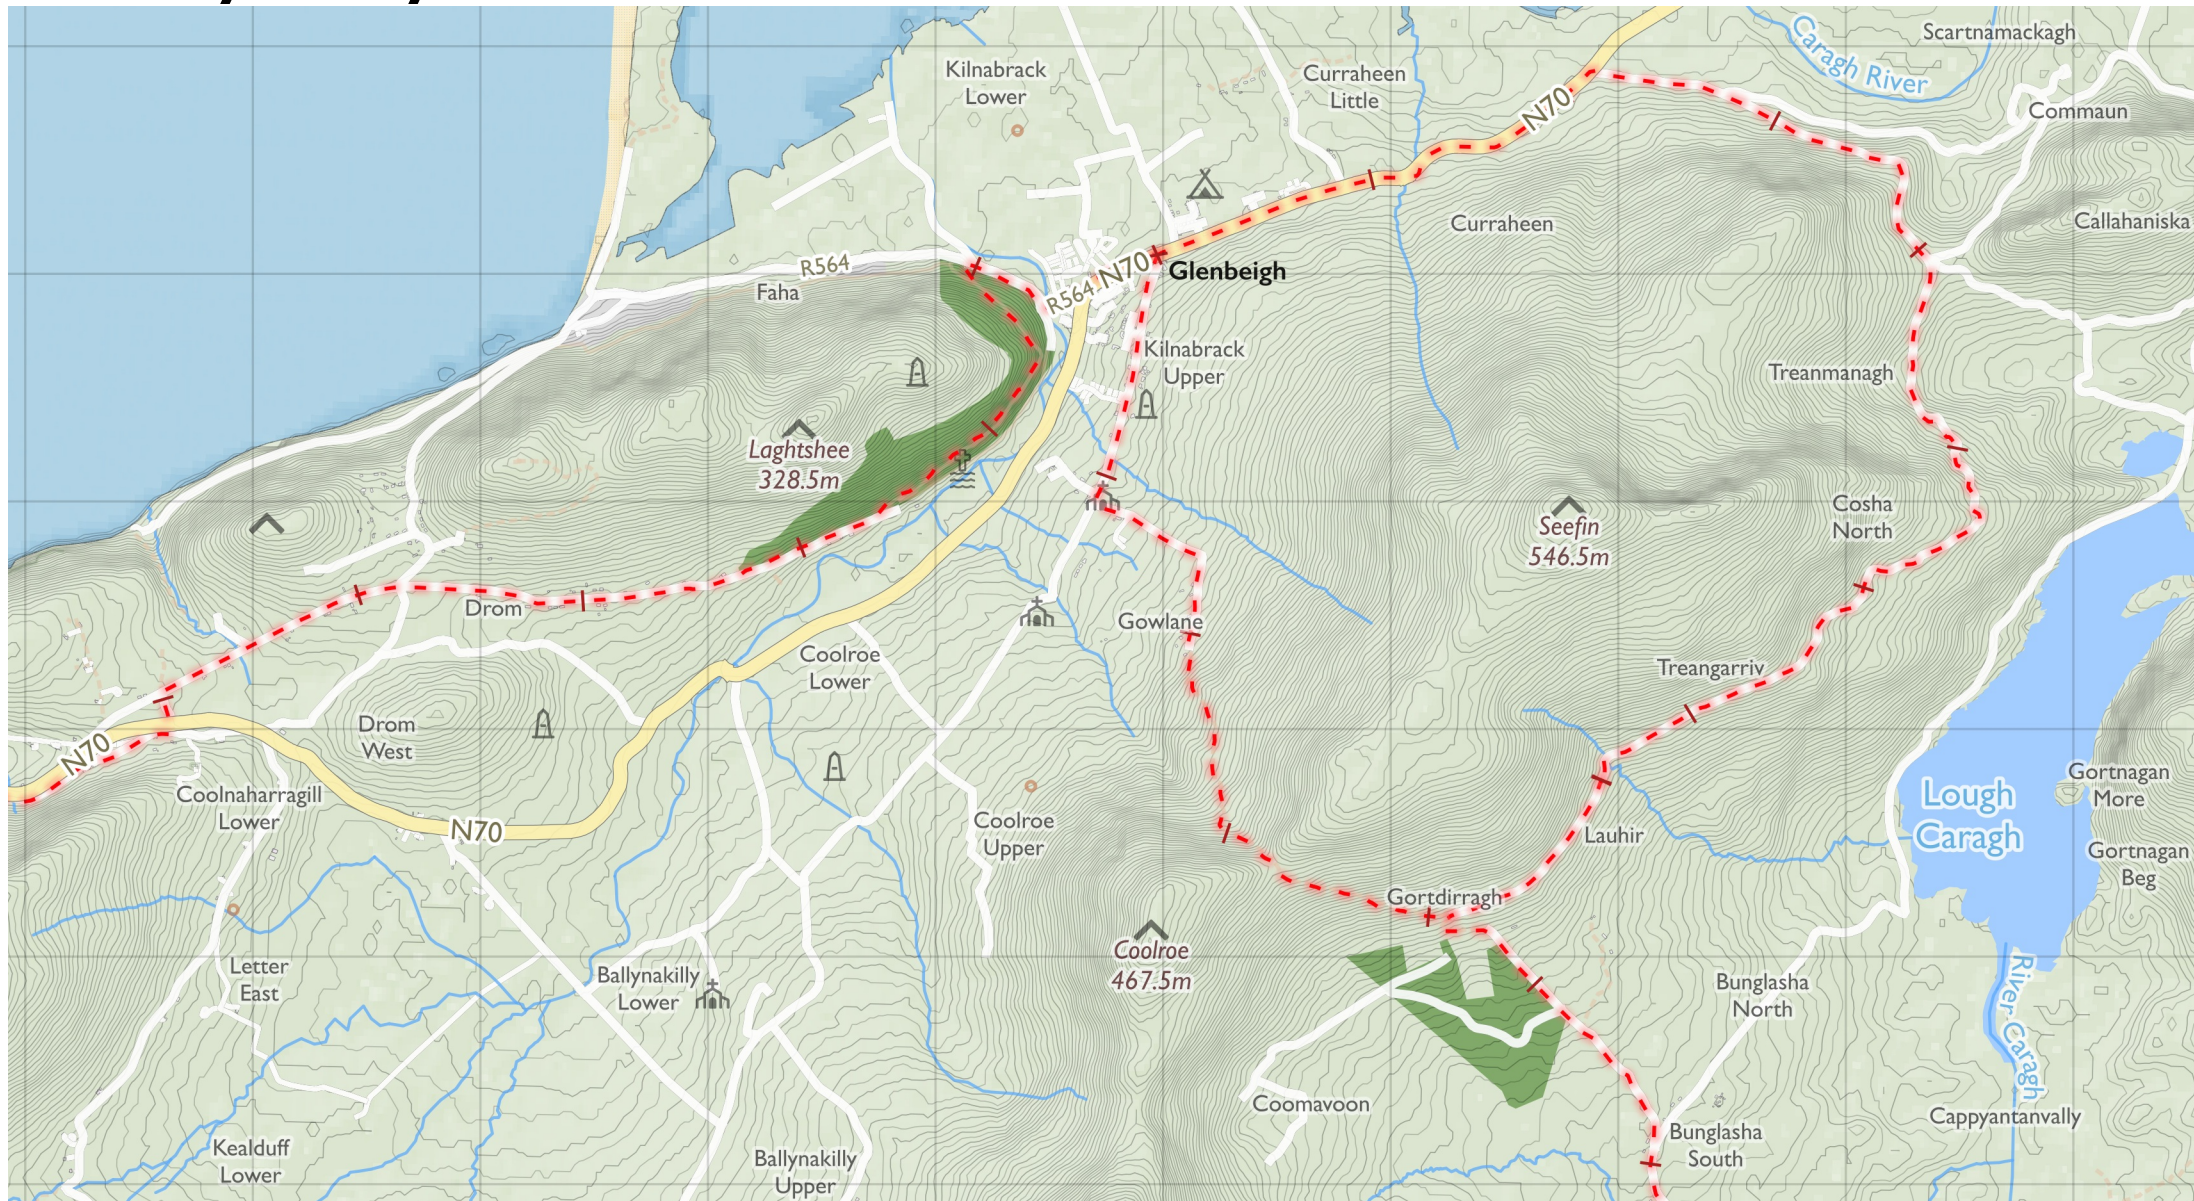 Scartnamackagh
Caragh River
Kilnabrack
Lower
Curraheen
Little
N70
Commaun
Curraheen
Callahaniska
R564
Faha
N70
Glenbeigh
R564
Kilnabrack
Upper
Treanmanagh
Laghtshee
328.5m
Cosha
North
Seefin
546.5m
Drom
Gowlane
Coolroe
Lower
Treangarriv
Drom
West
N70
Coolnaharragill
Lower
N70
Coolroe
Upper
Lauhir
Lough
Caragh
Gortnagan
More
Gortnagan
Beg
Gortdirragh
Coolroe
467.5m
Letter
East
Ballynakilly
Lower
Bunglasha
North
River Caragh
Coomavoon
Cappyantanvally
Bunglasha
South
Kealduff
Lower
Ballynakilly
Upper